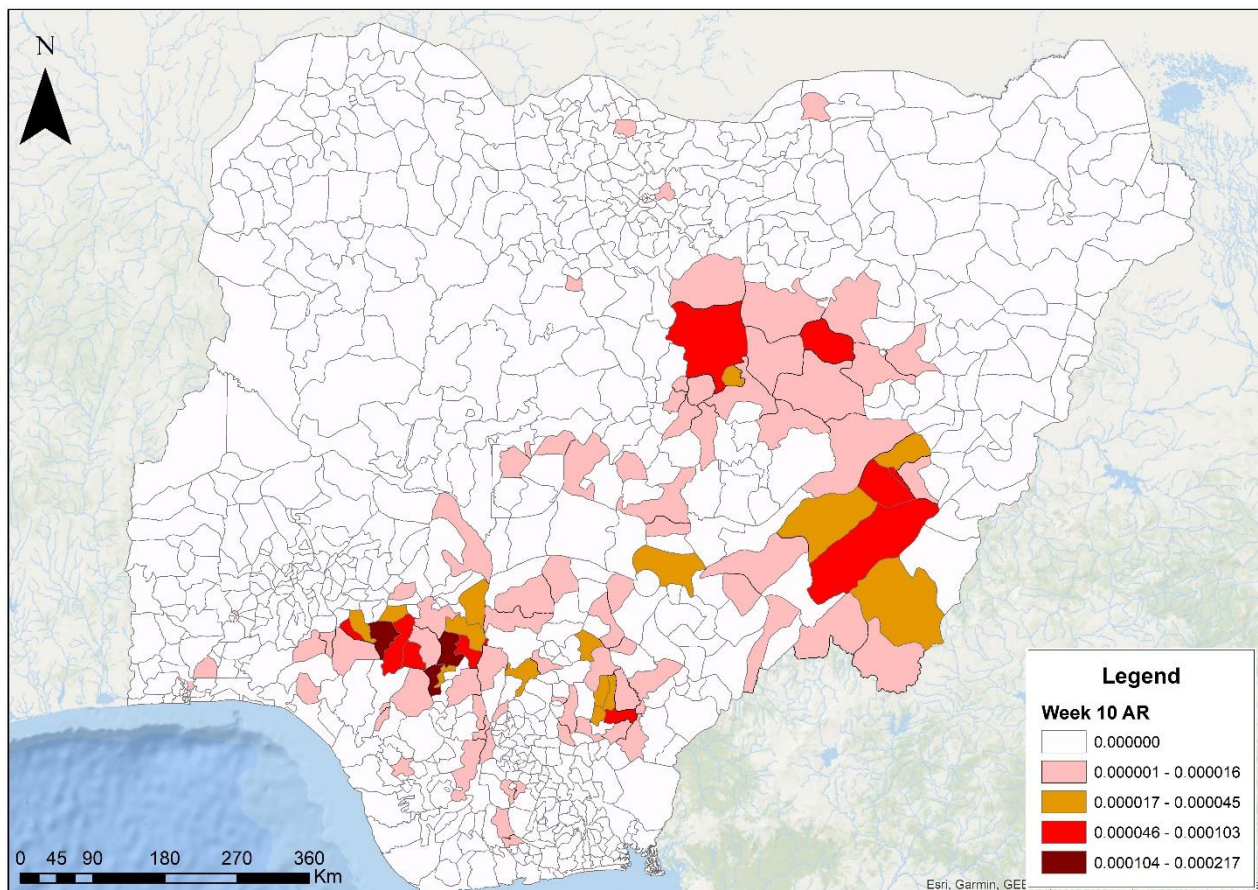 N
Legend
Week 10 AR
0.000000
0.000001 - 0.000016
0.000017 - 0.000045
0.000046 - 0.000103
0.000104 - 0.000217
0 45 90 180 270 360
Km
Esri, Garmin,